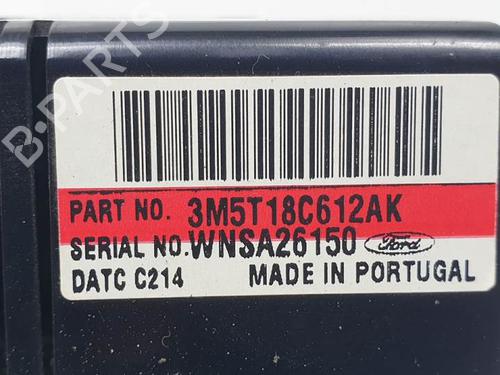 B-PARTS
PART NO. 3M5T18C612AK
SERIAL NO. WNSA26150 Ford
DATC C214 MADE IN PORTUGAL